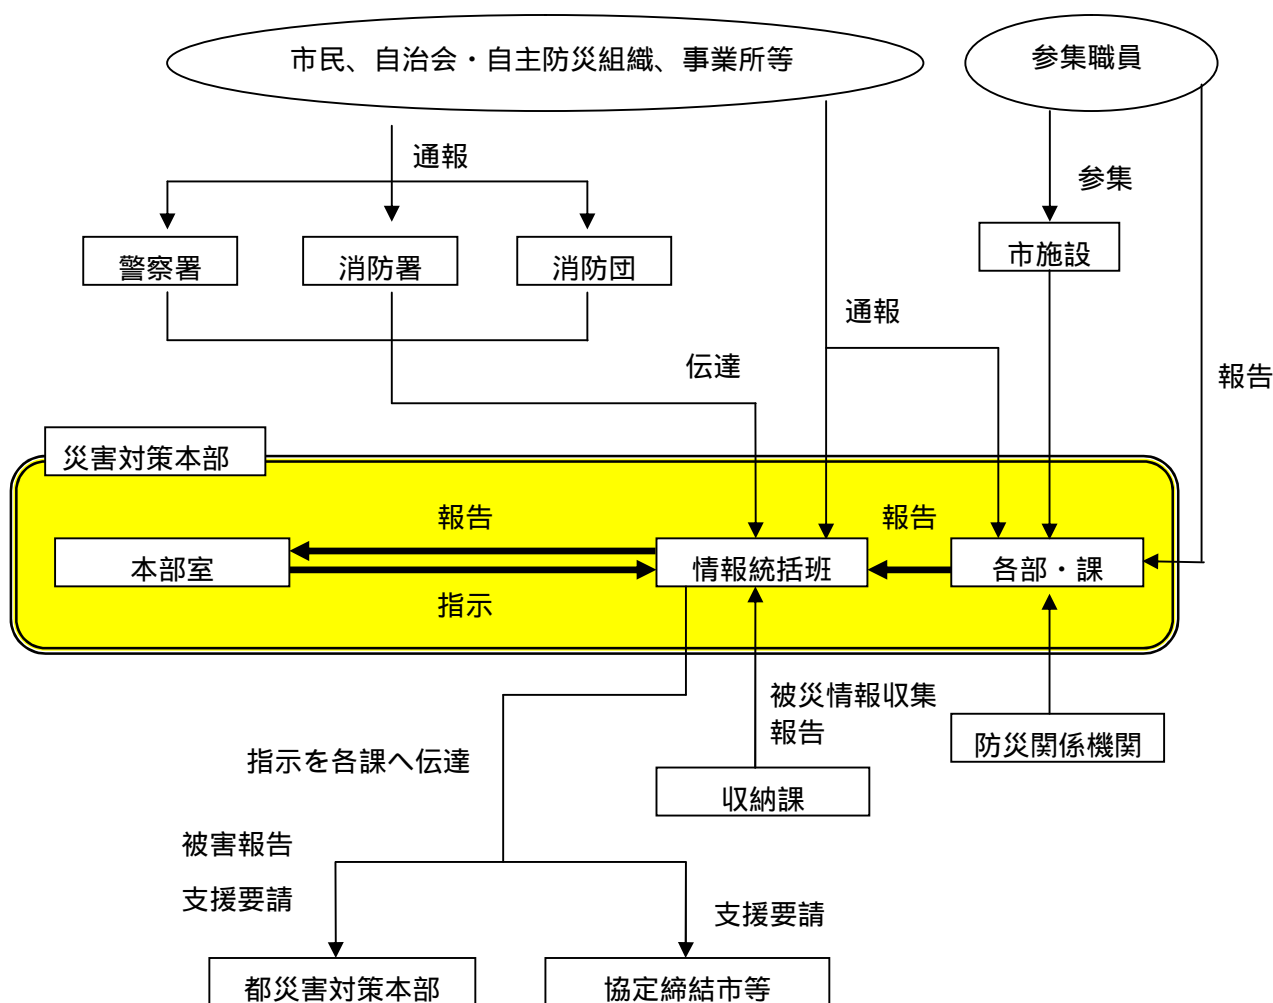 市民、自治会・自主防災組織、事業所等
参集職員
通報
参集
警察署
消防署
消防団
市施設
通報
伝達
報告
災害対策本部
報告
報告
本部室
情報統括班
各部・課
指示
被災情報収集
報告
防災関係機関
指示を各課へ伝達
収納課
被害報告
支援要請
支援要請
都災害対策本部
協定締結市等